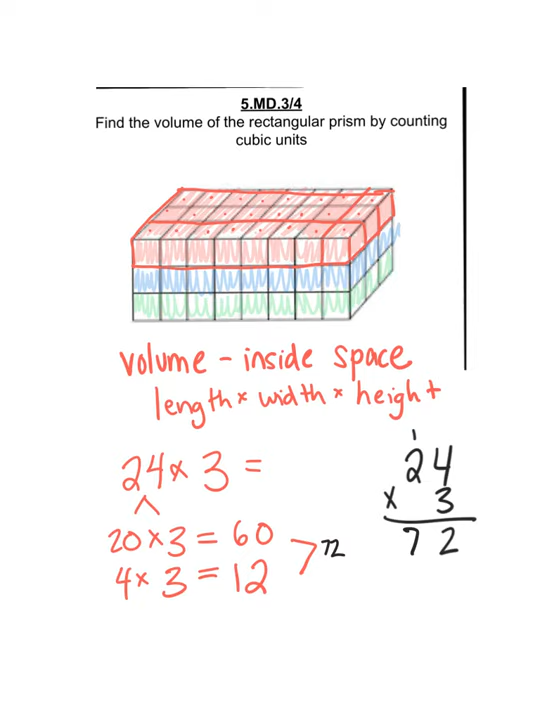 5.MD.3/4
Find the volume of the rectangular prism by counting
cubic units
volume - inside space
length × width × height
24 × 3 =
20 × 3 = 60
4 × 3 = 12
72
1
24
× 3
72